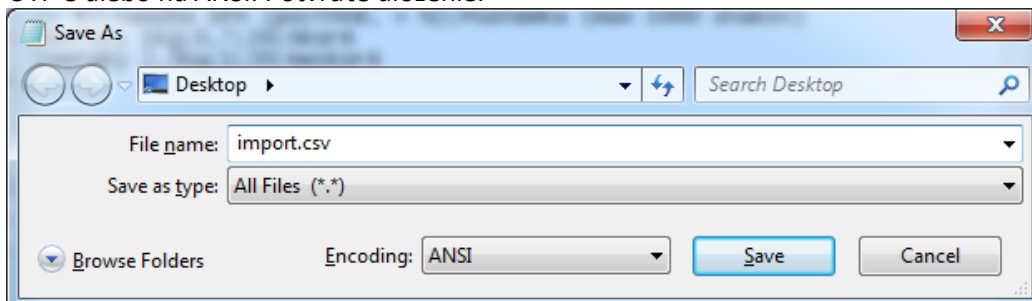 Save As
Desktop
Search Desktop
File name: import.csv
Save as type: All Files (*.*)
Browse Folders
Encoding: ANSI
Save
Cancel